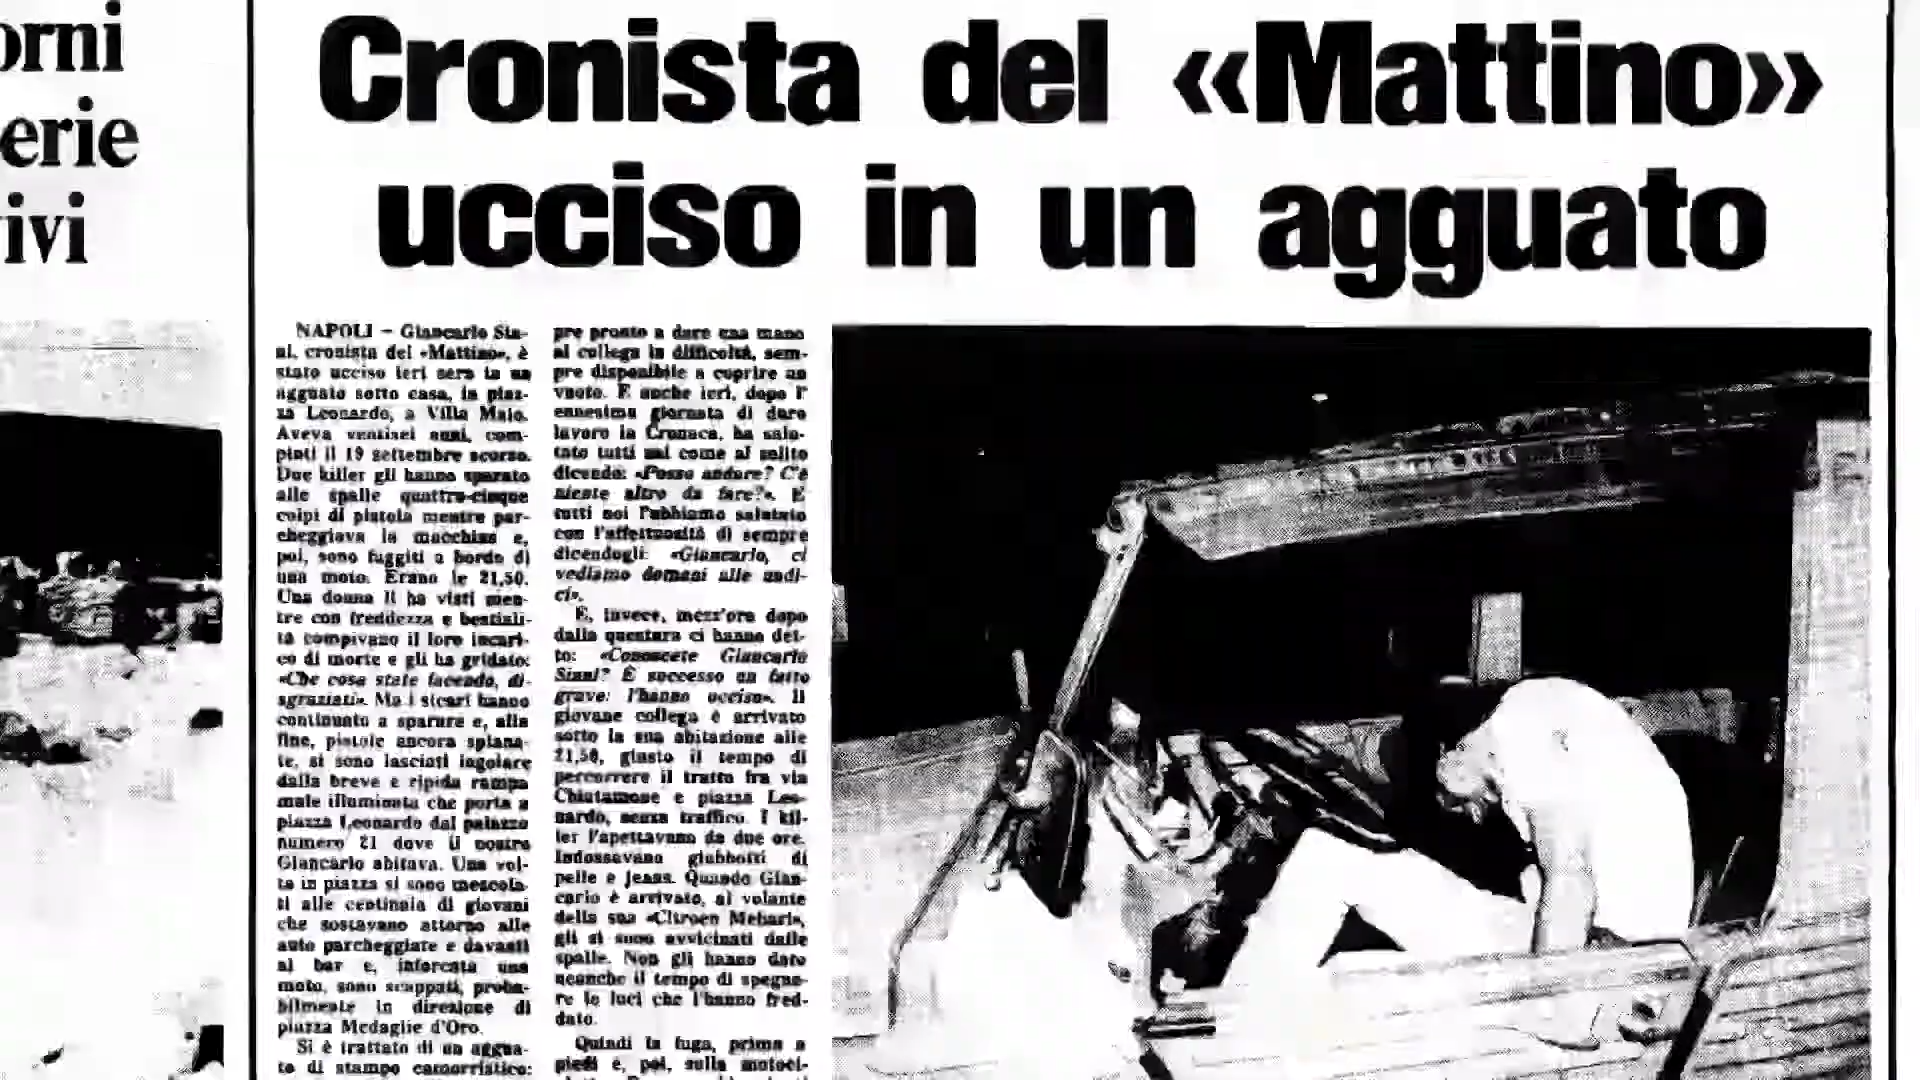 orni
erie
ivi
Cronista del «Mattino»
ucciso in un agguato
NAPOLI — Giancarlo Sia-
ni, cronista del «Mattino», è
stato ucciso ieri sera in un
agguato sotto casa, in piaz-
za Leonardo, a Villa Maio.
Aveva ventisei anni, com-
piuti il 19 settembre scorso.
Due killer gli hanno sparato
alle spalle quattro-cinque
colpi di pistola mentre par-
cheggiava la macchina e,
poi, sono fuggiti a bordo di
una moto. Erano le 21,50.
Una donna li ha visti men-
tre con freddezza e bestiali-
tà compivano il loro incari-
co di morte e gli ha gridato:
«Che cosa state facendo, di-
sgraziati». Ma i sicari hanno
continuato a sparare e, alla
fine, pistole ancora spiana-
te, si sono lasciati ingoiare
dalla breve e ripida rampa
male illuminata che porta a
piazza Leonardo dal palazzo
numero 21 dove il nostro
Giancarlo abitava. Una vol-
ta in piazza si sono mescola-
ti alle centinaia di giovani
che sostavano attorno alle
auto parcheggiate e davanti
al bar e, inforcata una
moto, sono scappati, proba-
bilmente in direzione di
piazza Medaglie d'Oro.
Si è trattato di un aggua-
to di stampo camorristico:
pre pronto a dare una mano
al collega in difficoltà, sem-
pre disponibile a coprire un
vuoto. E anche ieri, dopo l'
ennesima giornata di duro
lavoro in Cronaca, ha salu-
tato tutti noi come al solito
dicendo: «Posso andare? C'è
niente altro da fare?». E
tutti noi l'abbiamo salutato
con l'affettuosità di sempre
dicendogli: «Giancarlo, ci
vediamo domani alle undi-
ci».
E, invece, mezz'ora dopo
dalla questura ci hanno det-
to: «Conoscete Giancarlo
Siani? È successo un fatto
grave: l'hanno ucciso». Il
giovane collega è arrivato
sotto la sua abitazione alle
21,50, giusto il tempo di
percorrere il tratto fra via
Chiatamone e piazza Leo-
nardo, senza traffico. I kil-
ler l'apettavano da due ore.
Indossavano giubbotti di
pelle e jeans. Quando Gian-
carlo è arrivato, al volante
della sua «Citroen Mehari»,
gli si sono avvicinati dalle
spalle. Non gli hanno dato
neanche il tempo di spegne-
re le luci che l'hanno fred-
dato.
Quindi la fuga, prima a
piedi e, poi, sulla motoci-